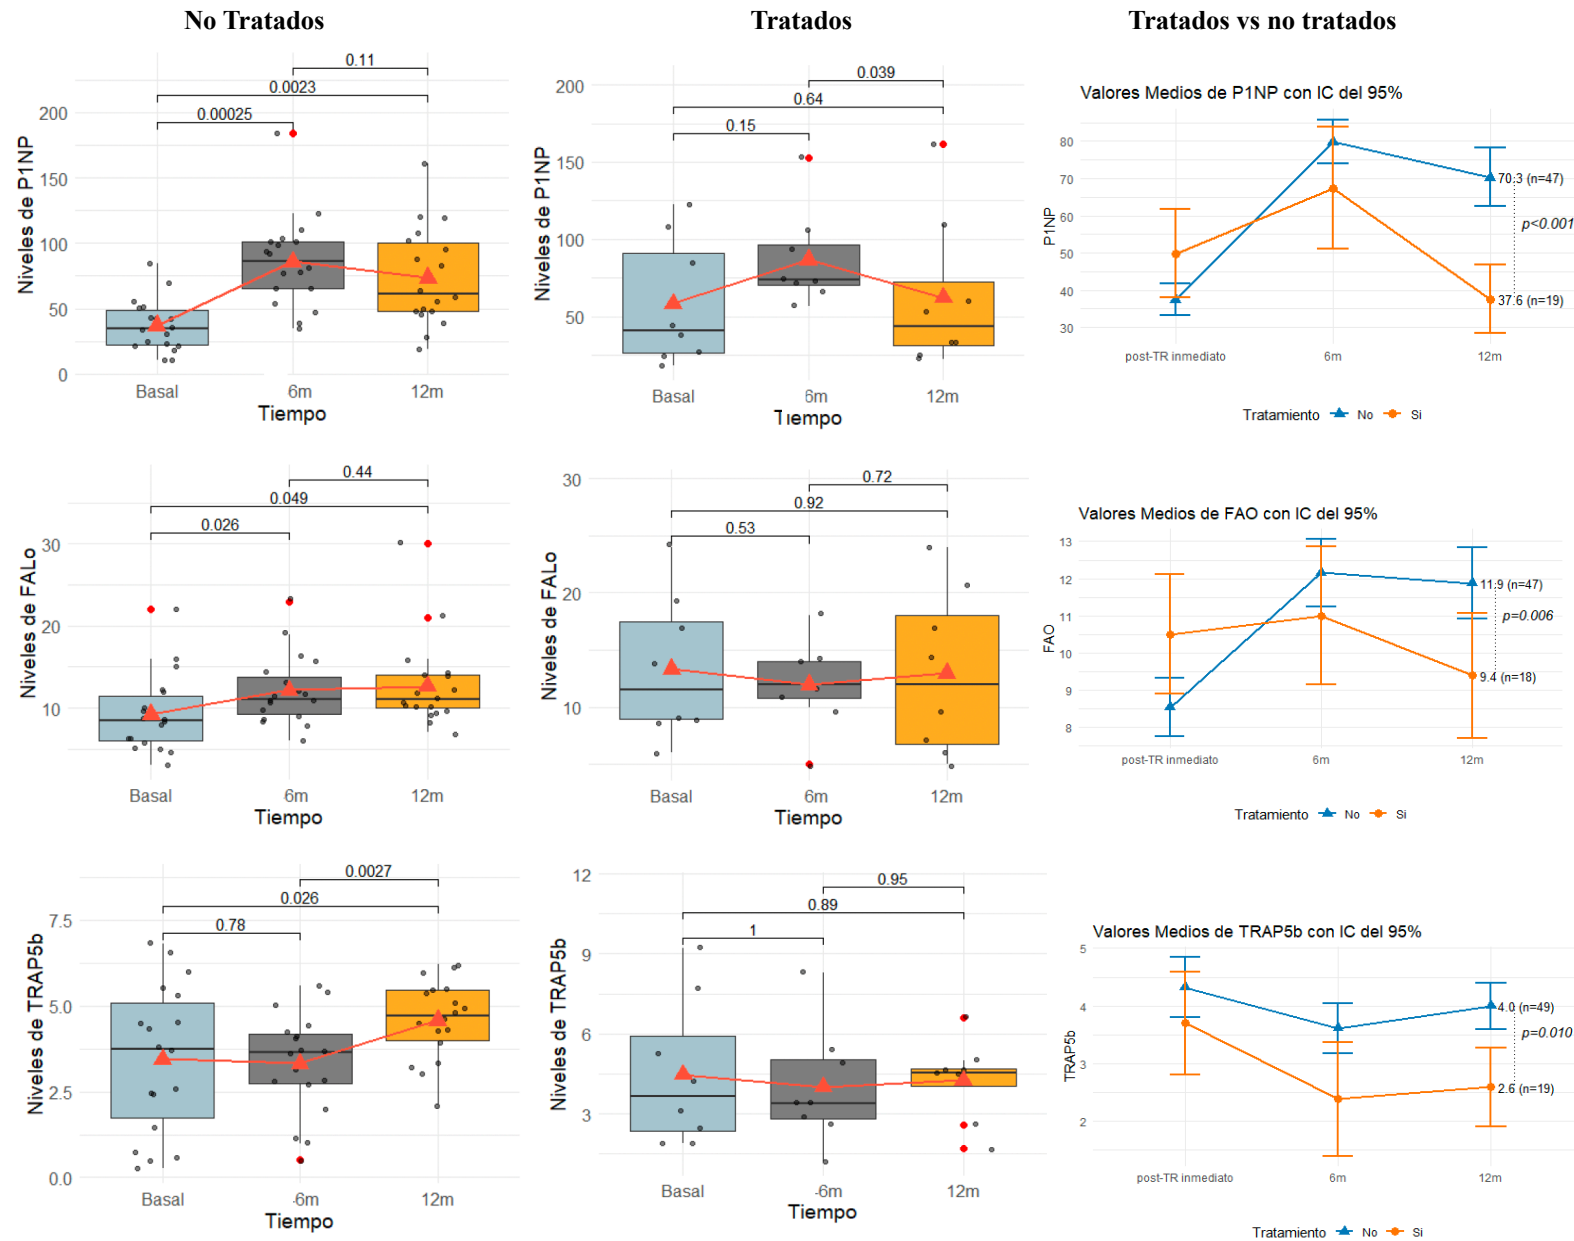 No Tratados
Tratados
Tratados vs no tratados
0.11
0.0023
0.00025
Niveles de P1NP
200
150
100
50
0
Basal
6m
12m
Tiempo
0.039
0.64
0.15
Niveles de P1NP
200
150
100
50
Basal
6m
12m
Tiempo
Valores Medios de P1NP con IC del 95%
P1NP
80
70
60
50
40
30
70.3 (n=47)
p<0.001
37.6 (n=19)
post-TR inmediato
6m
12m
Tratamiento No Si
0.44
0.049
0.026
Niveles de FALo
30
20
10
Basal
6m
12m
Tiempo
0.72
0.92
0.53
Niveles de FALo
30
20
10
Basal
6m
12m
Tiempo
Valores Medios de FAO con IC del 95%
FAO
13
12
11
10
9
8
11.9 (n=47)
p=0.006
9.4 (n=18)
post-TR inmediato
6m
12m
Tratamiento No Si
0.0027
0.026
0.78
Niveles de TRAP5b
7.5
5.0
2.5
0.0
Basal
6m
12m
Tiempo
0.95
0.89
1
Niveles de TRAP5b
12
9
6
3
Basal
6m
12m
Tiempo
Valores Medios de TRAP5b con IC del 95%
TRAP5b
5
4
3
2
4.0 (n=49)
p=0.010
2.6 (n=19)
post-TR inmediato
6m
12m
Tratamiento No Si